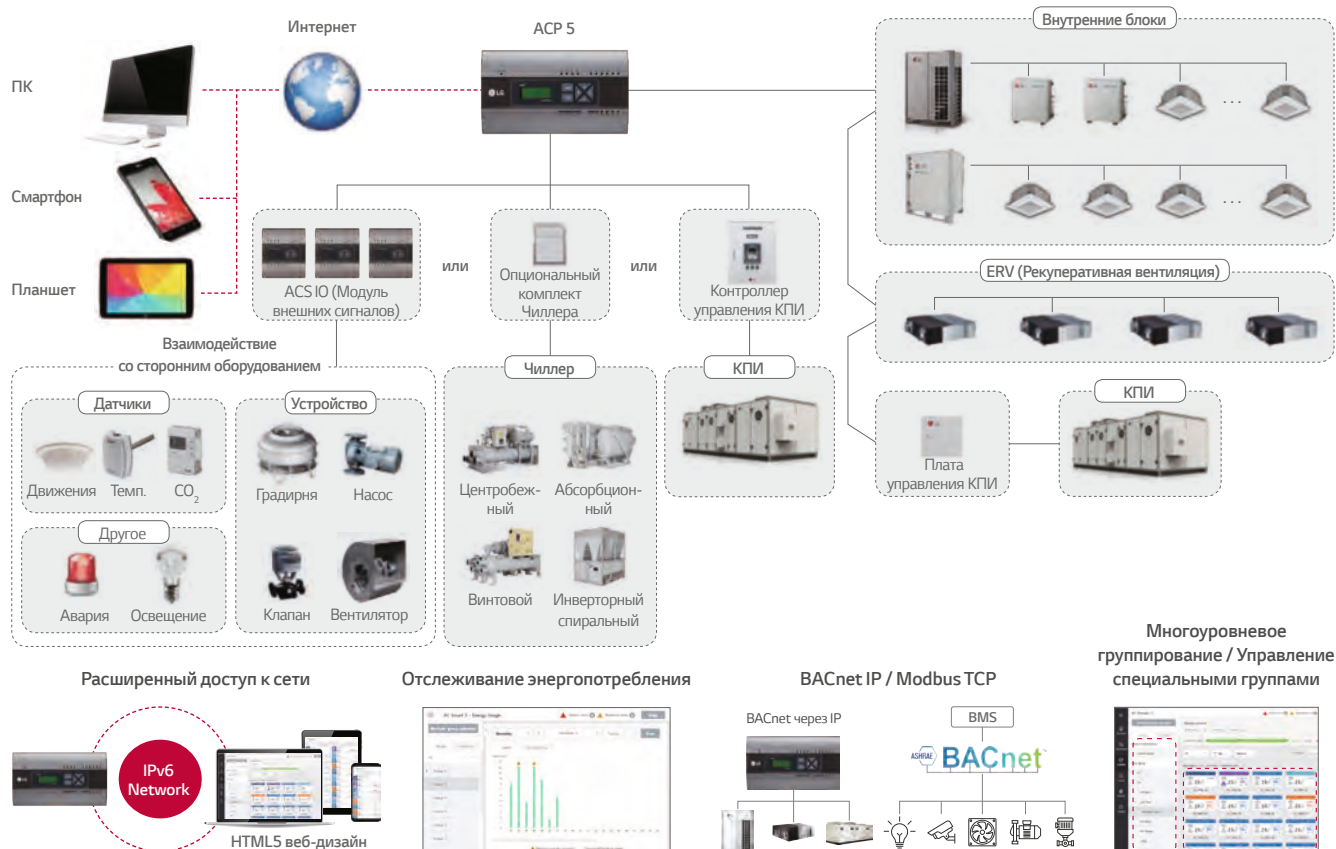 Интернет
ACP 5
Внутренние блоки
ПК
LG
Смартфон
Планшет
ACS IO (Модуль
внешних сигналов)
или
Опциональный
комплект
Чиллера
или
Контроллер
управления КПИ
ERV (Рекуперативная вентиляция)
Взаимодействие
со сторонним оборудованием
Датчики
Движения
Темп.
CO2
Другое
Авария
Освещение
Устройство
Градирня
Насос
Клапан
Вентилятор
Чиллер
Центробеж-
ный
Абсорбцион-
ный
Винтовой
Инверторный
спиральный
КПИ
Плата
управления КПИ
КПИ
Расширенный доступ к сети
IPv6
Network
HTML5 веб-дизайн
Отслеживание энергопотребления
BACnet IP / Modbus TCP
BACnet через IP
BMS
ASHRAE BACnet™
Многоуровневое
группирование / Управление
специальными группами